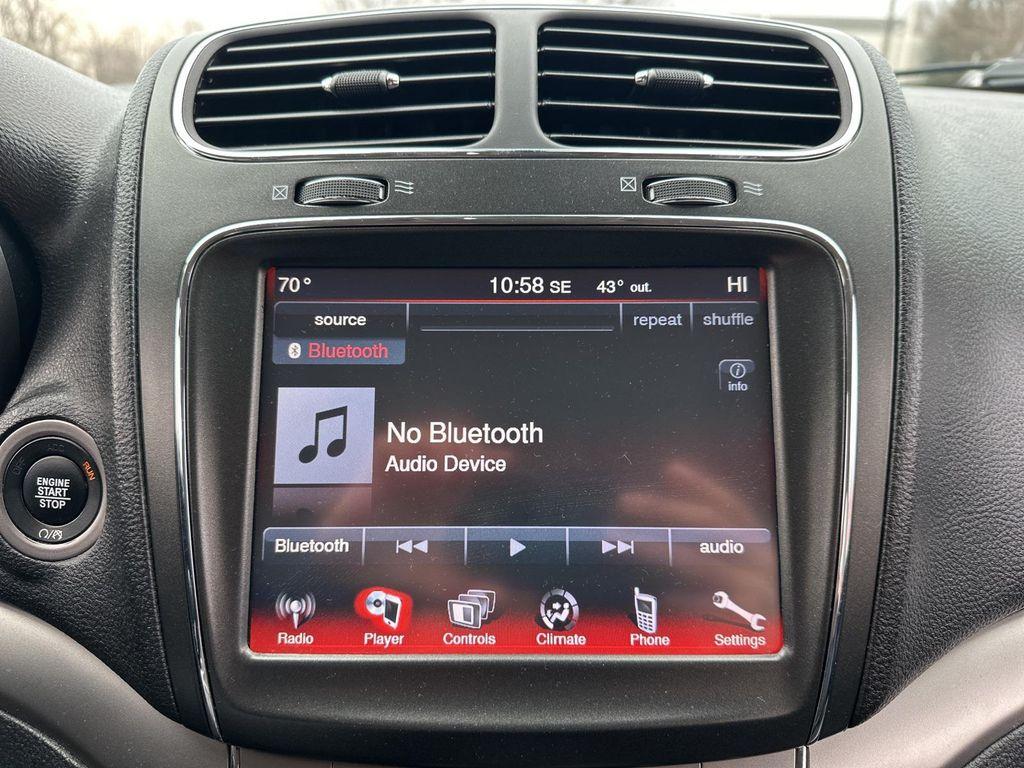 70° 10:58 SE 43° out. HI
source repeat shuffle
Bluetooth
info
No Bluetooth
Audio Device
ENGINE
START
STOP
RUN
Bluetooth audio
Radio Player Controls Climate Phone Settings